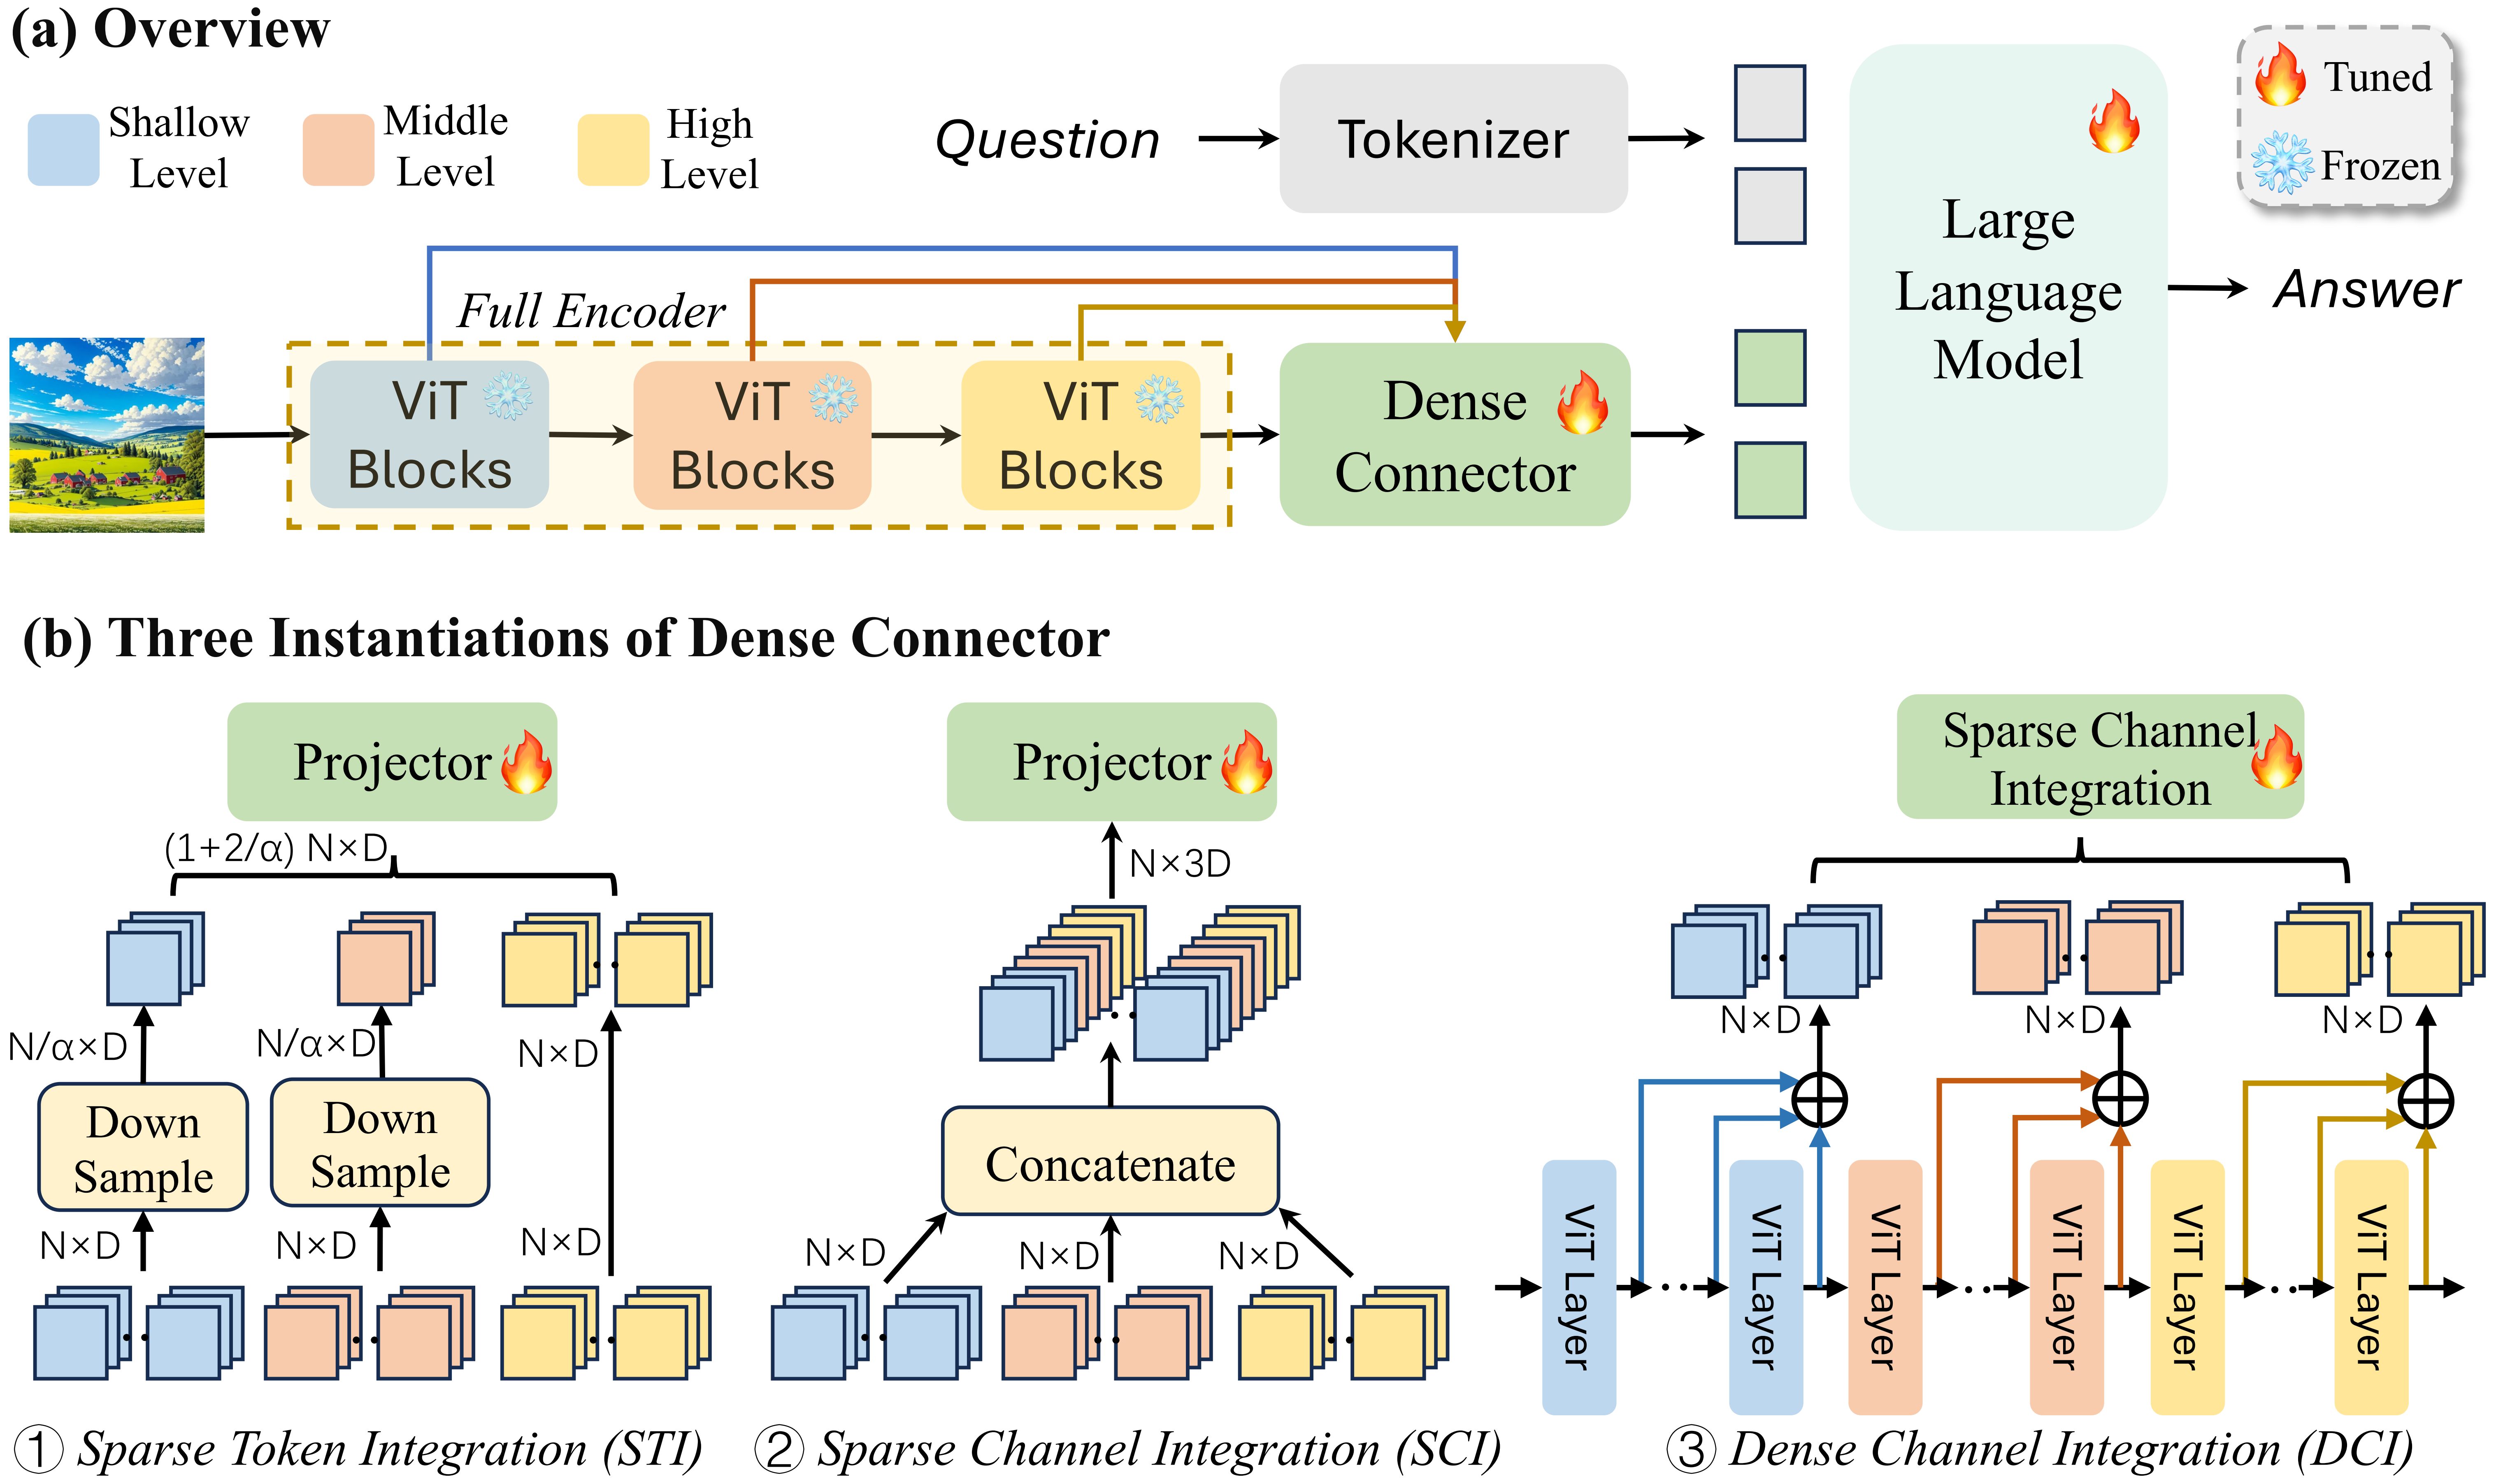 (a) Overview
Shallow
Level
Middle
Level
High
Level
Question
Tokenizer
Large
Language
Model
Tuned
Frozen
Answer
Full Encoder
ViT
Blocks
ViT
Blocks
ViT
Blocks
Dense
Connector
(b) Three Instantiations of Dense Connector
Projector
(1+2/α) N×D
N/α×D
N/α×D
N×D
Down
Sample
Down
Sample
N×D
N×D
N×D
① Sparse Token Integration (STI)
Projector
N×3D
Concatenate
N×D
N×D
N×D
② Sparse Channel Integration (SCI)
Sparse Channel
Integration
N×D
N×D
N×D
ViT Layer
ViT Layer
ViT Layer
ViT Layer
ViT Layer
ViT Layer
③ Dense Channel Integration (DCI)